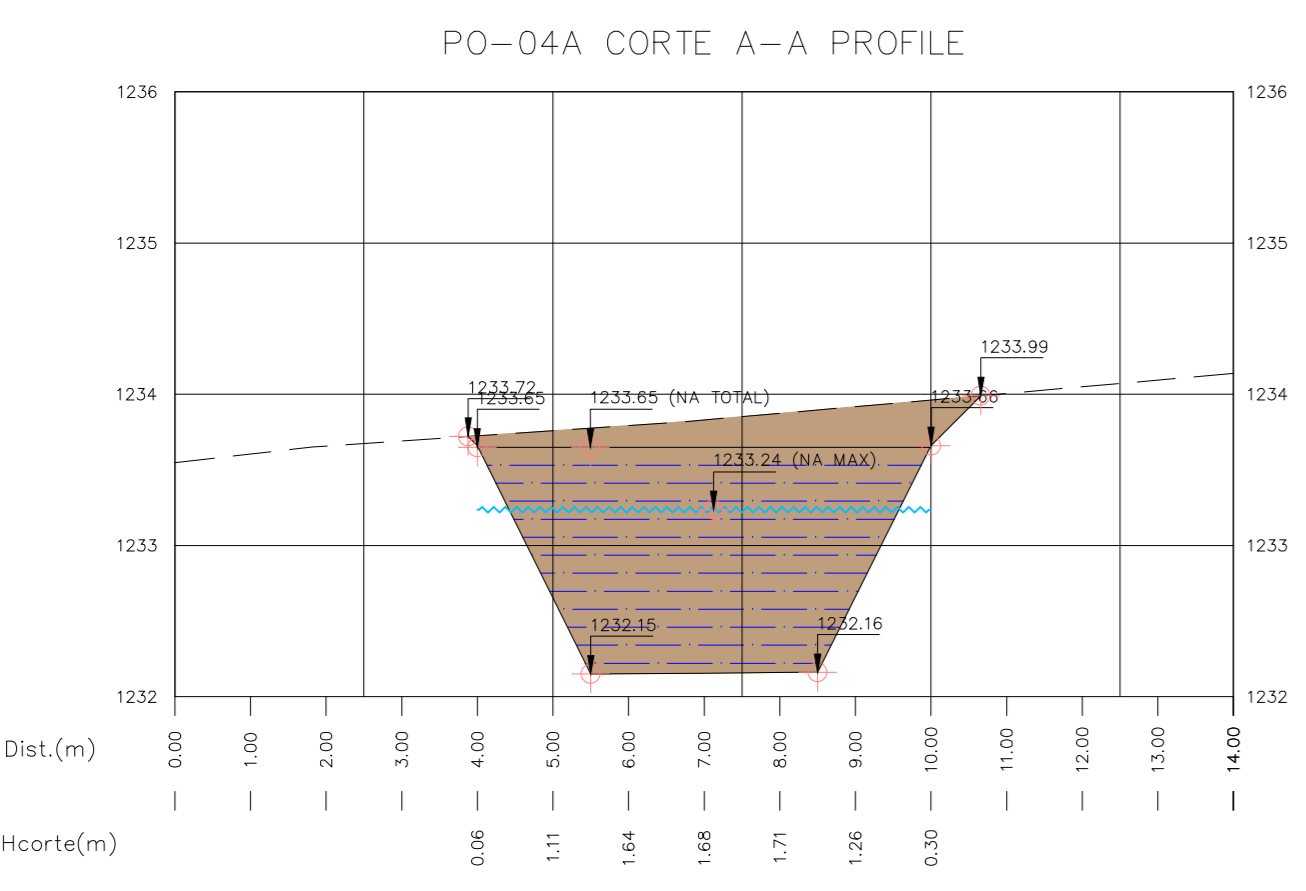 PO-04A CORTE A-A PROFILE
1236 1236
1235 1235
1233.99
1234 1233.72 1233.65 1233.65 (NA TOTAL) 1233.66 1234
1233.24 (NA MAX)
1233 1233
1232.15 1232.16
1232 1232
Dist.(m) 0.00 1.00 2.00 3.00 4.00 5.00 6.00 7.00 8.00 9.00 10.00 11.00 12.00 13.00 14.00
Hcorte(m) 0.06 1.11 1.64 1.68 1.71 1.26 0.30